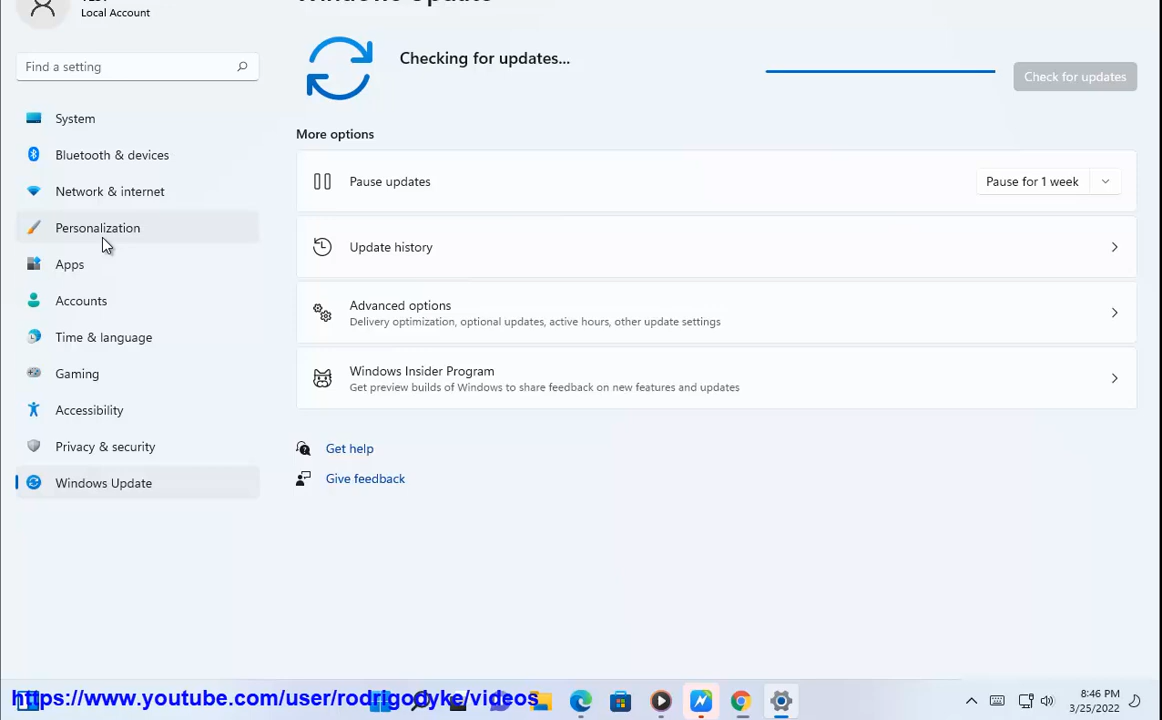 Local Account
Windows Update
Find a setting
Checking for updates...
Check for updates
System
Bluetooth & devices
Network & internet
Personalization
Apps
Accounts
Time & language
Gaming
Accessibility
Privacy & security
Windows Update
More options
Pause updates
Pause for 1 week
Update history
Advanced options
Delivery optimization, optional updates, active hours, other update settings
Windows Insider Program
Get preview builds of Windows to share feedback on new features and updates
Get help
Give feedback
https://www.youtube.com/user/rodrigodyke/videos
8:46 PM
3/25/2022